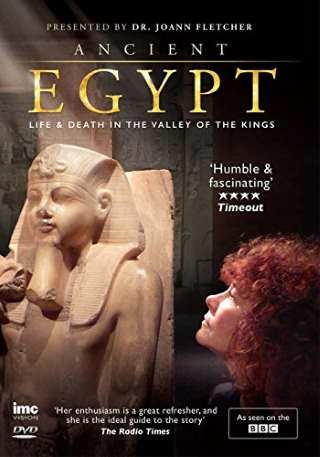 PRESENTED BY DR. JOANN FLETCHER
ANCIENT
EGYPT
LIFE & DEATH IN THE VALLEY OF THE KINGS
'Humble &
fascinating'
★★★★
Timeout
imc
VISION
DVD
'Her enthusiasm is a great refresher, and
she is the ideal guide to the story'
The Radio Times
As seen on the
BBC